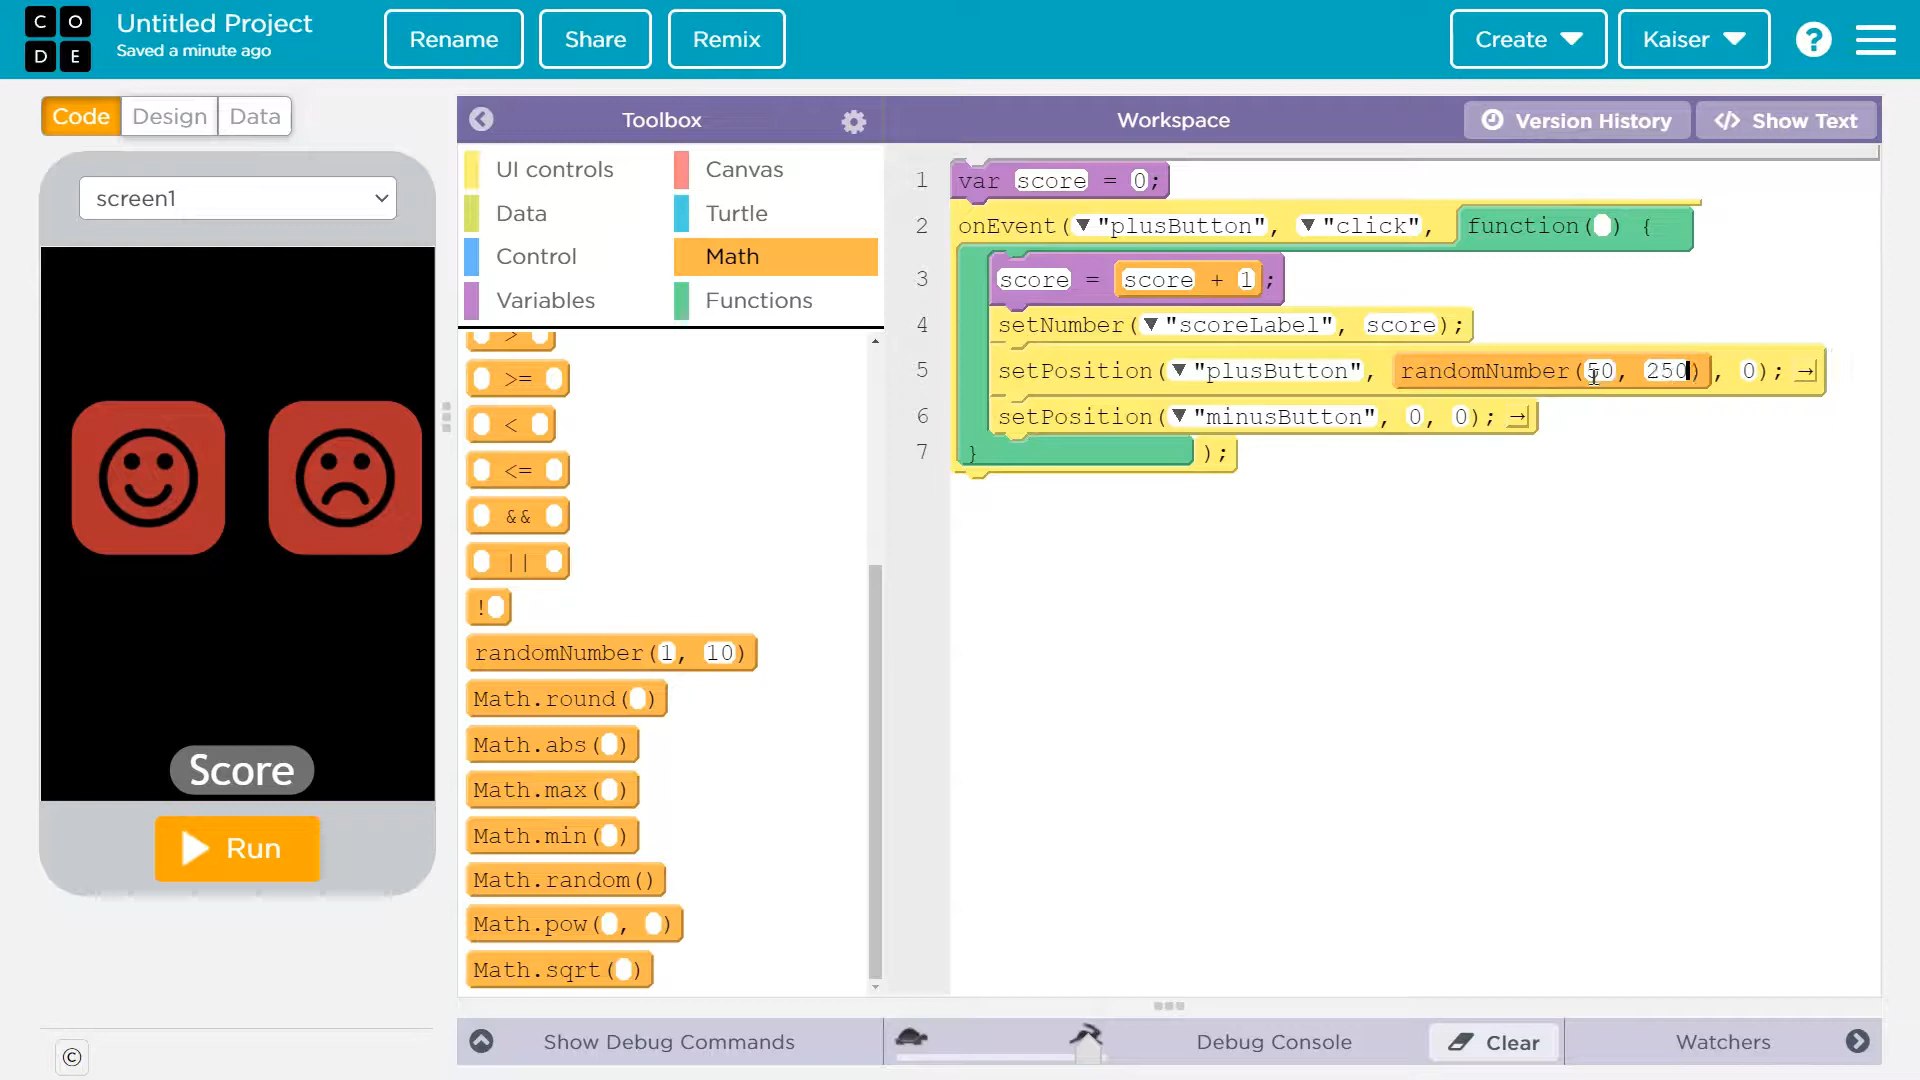 C O
D E
Untitled Project
Saved a minute ago
Rename
Share
Remix
Create
Kaiser
?
Code
Design
Data
screen1
Score
Run
©
Toolbox
UI controls
Canvas
Data
Turtle
Control
Math
Variables
Functions
>
>=
<
<=
&&
||
!
randomNumber(1, 10)
Math.round( )
Math.abs( )
Math.max( )
Math.min( )
Math.random()
Math.pow( , )
Math.sqrt( )
Workspace
Version History
</> Show Text
1 var score = 0;
2 onEvent(▼"plusButton", ▼"click", function( ) {
3 score = score + 1;
4 setNumber(▼"scoreLabel", score);
5 setPosition(▼"plusButton", randomNumber(50, 250), 0); →
6 setPosition(▼"minusButton", 0, 0); →
7 } );
Show Debug Commands
Debug Console
Clear
Watchers